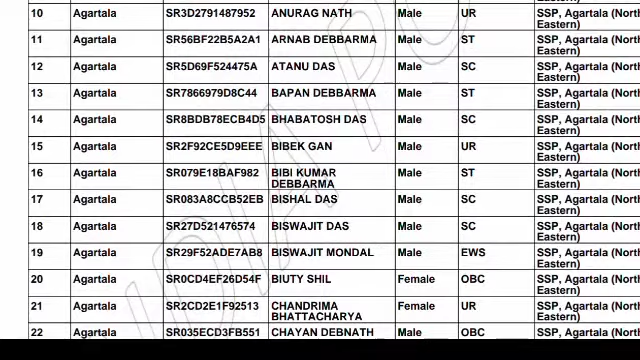 Eastern)
10 Agartala SR3D2791487952 ANURAG NATH Male UR SSP, Agartala (North
Eastern)
11 Agartala SR56BF22B5A2A1 ARNAB DEBBARMA Male ST SSP, Agartala (North
Eastern)
12 Agartala SR5D69F524475A ATANU DAS Male SC SSP, Agartala (North
Eastern)
13 Agartala SR7866979D8C44 BAPAN DEBBARMA Male ST SSP, Agartala (North
Eastern)
14 Agartala SR8BDB78ECB4D5 BHABATOSH DAS Male SC SSP, Agartala (North
Eastern)
15 Agartala SR2F92CE5D9EEE BIBEK GAN Male UR SSP, Agartala (North
Eastern)
16 Agartala SR079E18BAF982 BIBI KUMAR Male ST SSP, Agartala (North
DEBBARMA Eastern)
17 Agartala SR083A8CCB52EB BISHAL DAS Male SC SSP, Agartala (North
Eastern)
18 Agartala SR27D521476574 BISWAJIT DAS Male SC SSP, Agartala (North
Eastern)
19 Agartala SR29F52ADE7AB8 BISWAJIT MONDAL Male EWS SSP, Agartala (North
Eastern)
20 Agartala SR0CD4EF26D54F BIUTY SHIL Female OBC SSP, Agartala (North
Eastern)
21 Agartala SR2CD2E1F92513 CHANDRIMA Female UR SSP, Agartala (North
BHATTACHARYA Eastern)
22 Agartala SR035ECD3FB551 CHAYAN DEBNATH Male OBC SSP, Agartala (North